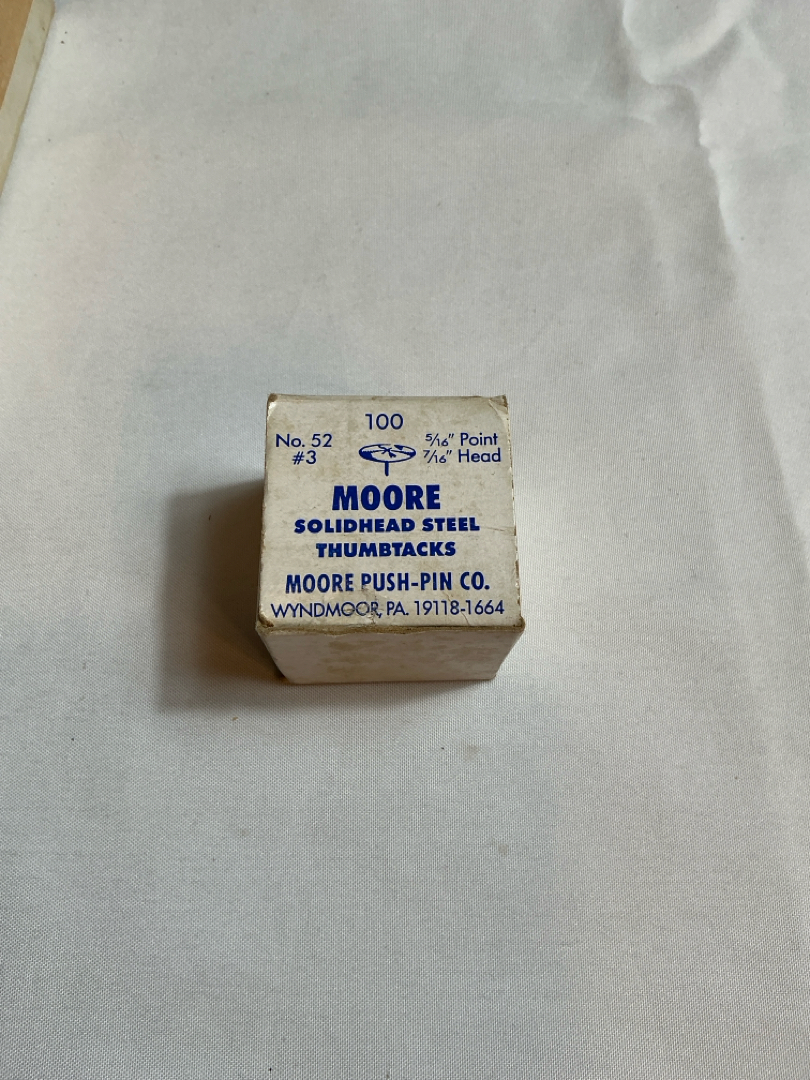 100
No. 52
#3
5/16" Point
7/16" Head
MOORE
SOLIDHEAD STEEL
THUMBTACKS
MOORE PUSH-PIN CO.
WYNDMOOR, PA. 19118-1664